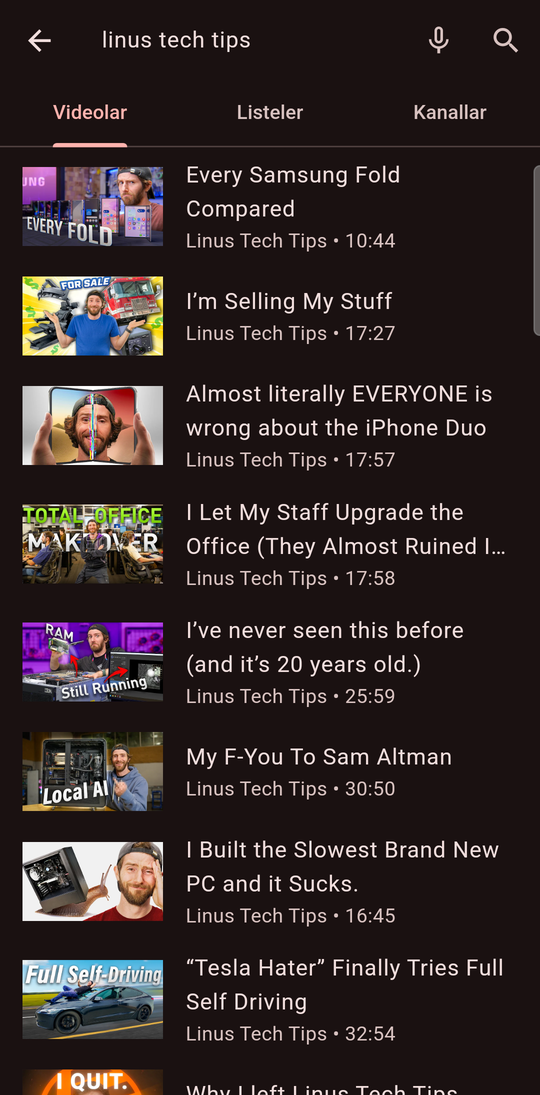 linus tech tips
Videolar
Listeler
Kanallar
UNG
EVERY FOLD
Every Samsung Fold
Compared
Linus Tech Tips • 10:44
FOR SALE
I’m Selling My Stuff
Linus Tech Tips • 17:27
Almost literally EVERYONE is
wrong about the iPhone Duo
Linus Tech Tips • 17:57
TOTAL OFFICE
MAKEOVER
I Let My Staff Upgrade the
Office (They Almost Ruined I...
Linus Tech Tips • 17:58
RAM
Still Running
I’ve never seen this before
(and it’s 20 years old.)
Linus Tech Tips • 25:59
Local AI
My F-You To Sam Altman
Linus Tech Tips • 30:50
I Built the Slowest Brand New
PC and it Sucks.
Linus Tech Tips • 16:45
Full Self-Driving
“Tesla Hater” Finally Tries Full
Self Driving
Linus Tech Tips • 32:54
I QUIT.
Why I left Linus Tech Tips